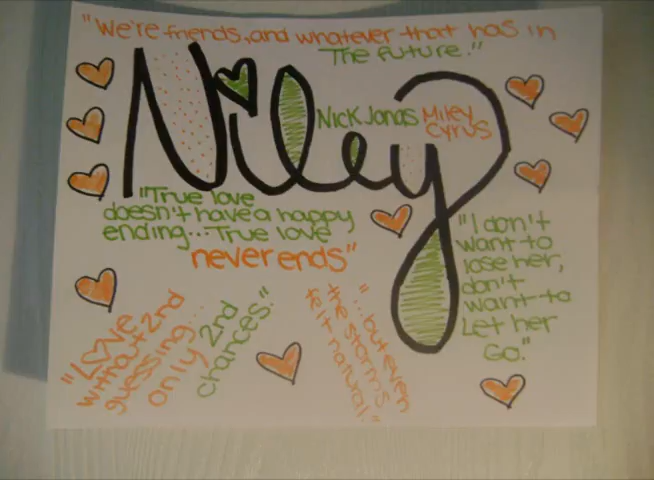 "We're friends, and whatever that has in
The future."
Niley
Nick Jonas Miley
Cyrus
"True love
doesn't have a happy
ending...True love
never ends"
"I don't
want to
lose her,
don't
want to
Let her
Go."
"LOVE
without 2nd
guessing...
only 2nd
chances."
"...but even
the storms
felt natural."